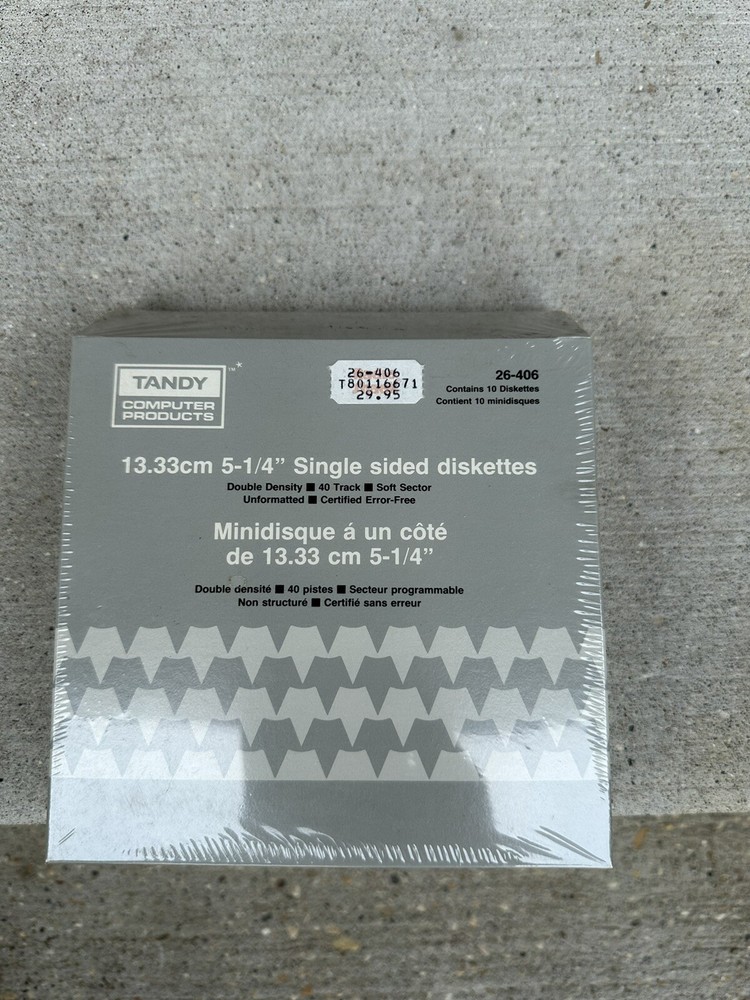 TANDY
COMPUTER
PRODUCTS
™*
26-406
T80116671
29.95
26-406
Contains 10 Diskettes
Contient 10 minidisques
13.33cm 5-1/4” Single sided diskettes
Double Density ■ 40 Track ■ Soft Sector
Unformatted ■ Certified Error-Free
Minidisque á un côté
de 13.33 cm 5-1/4”
Double densité ■ 40 pistes ■ Secteur programmable
Non structuré ■ Certifié sans erreur